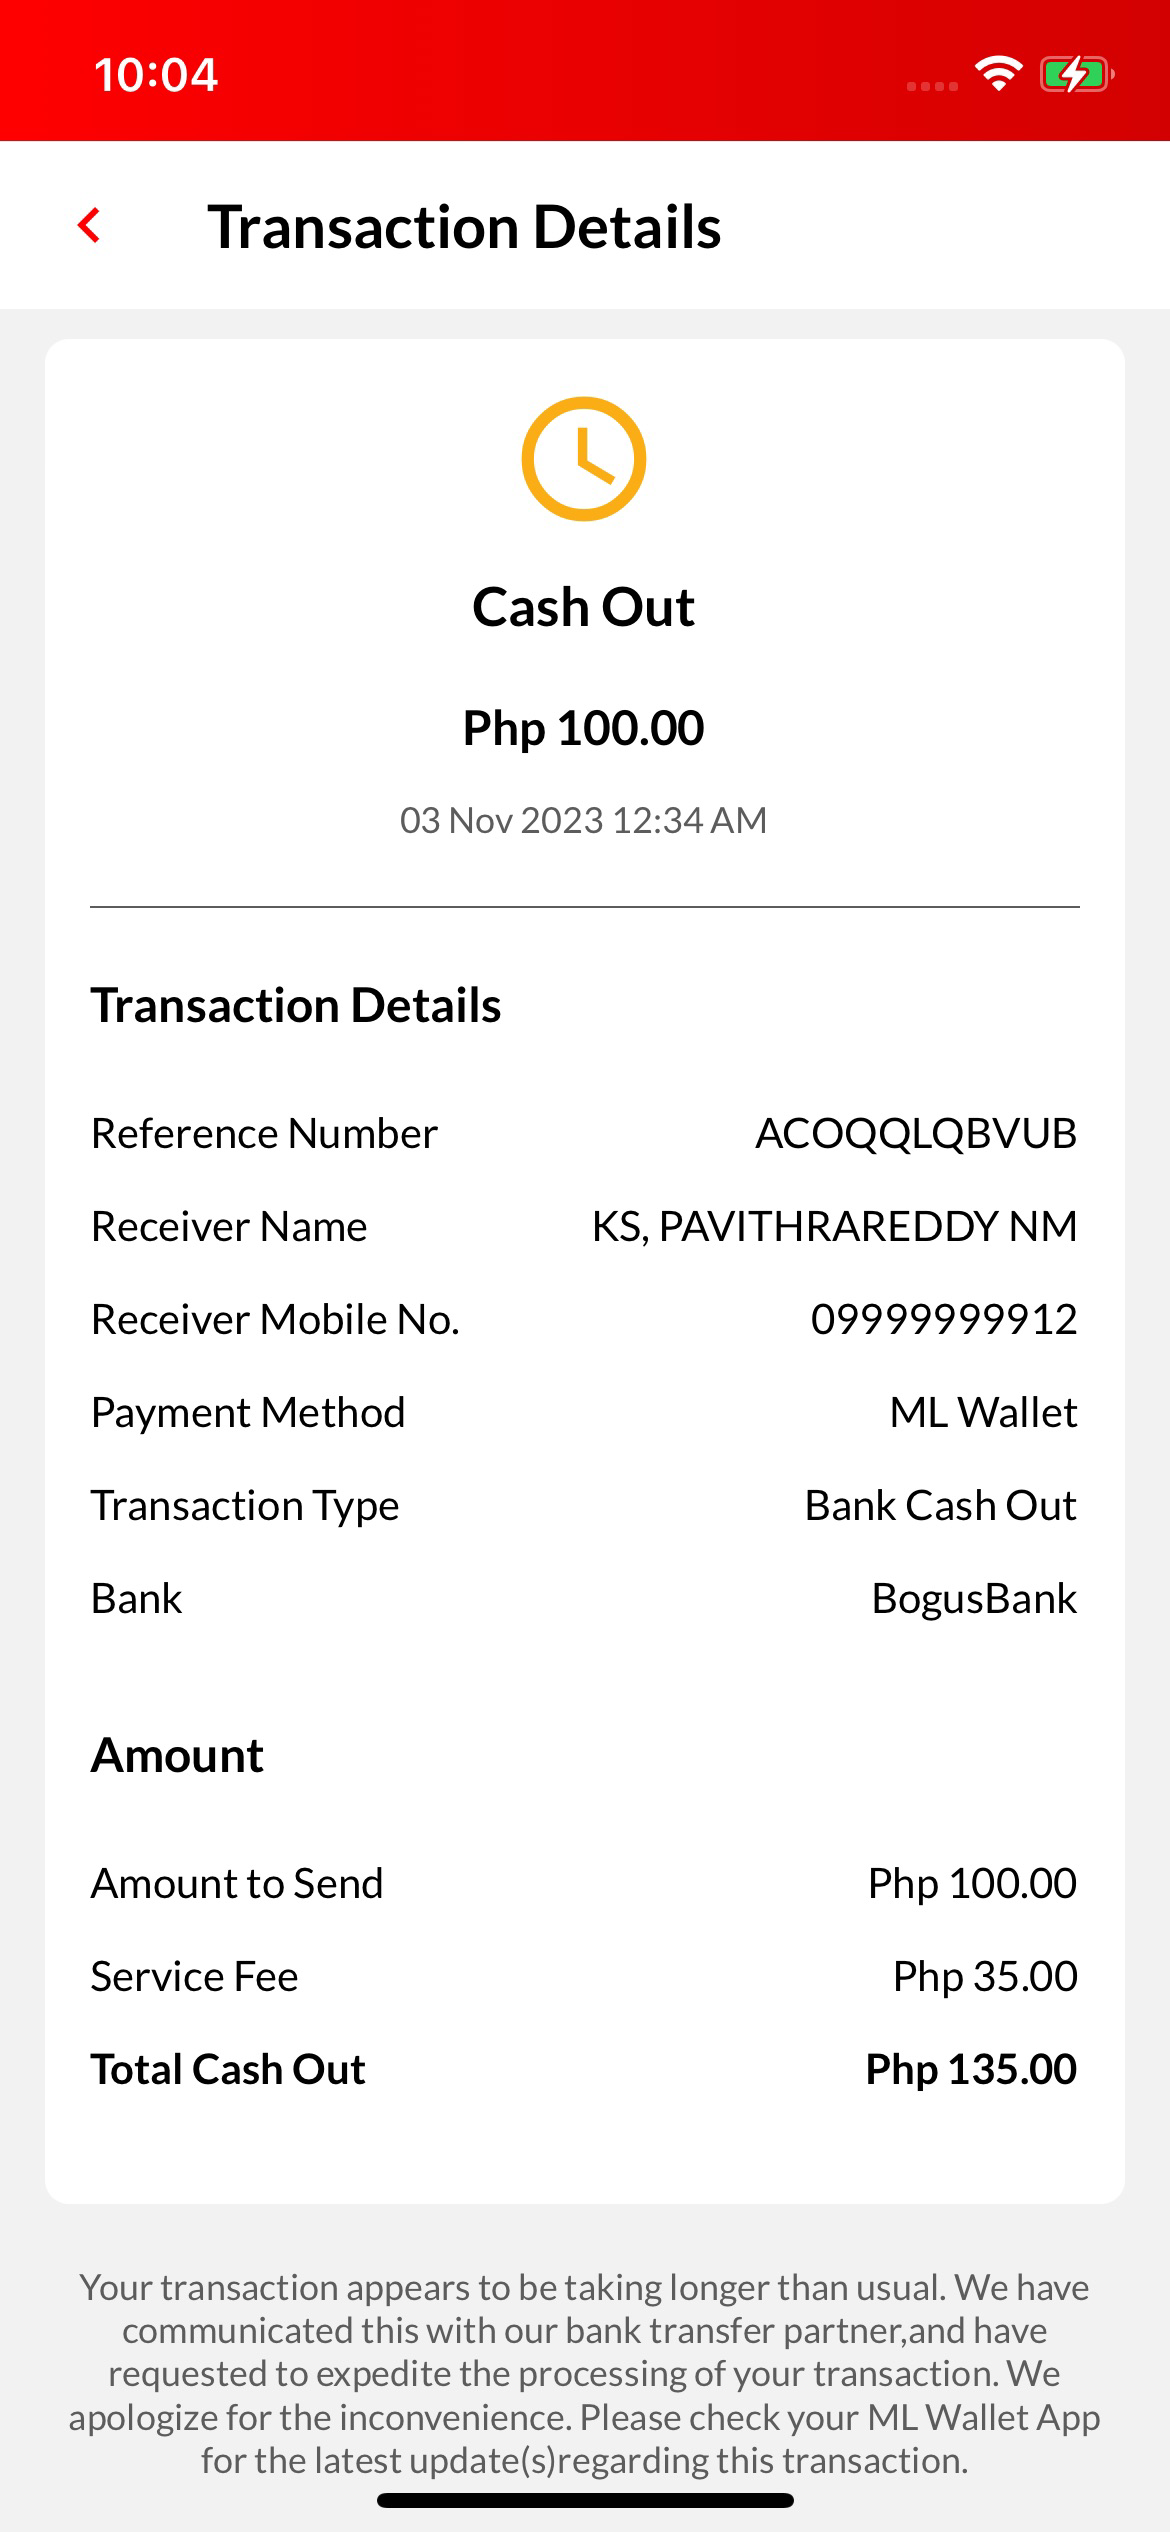 10:04
Transaction Details
Cash Out
Php 100.00
03 Nov 2023 12:34 AM
Transaction Details
Reference Number ACOQQLQBVUB
Receiver Name KS, PAVITHRAREDDY NM
Receiver Mobile No. 09999999912
Payment Method ML Wallet
Transaction Type Bank Cash Out
Bank BogusBank
Amount
Amount to Send Php 100.00
Service Fee Php 35.00
Total Cash Out Php 135.00
Your transaction appears to be taking longer than usual. We have
communicated this with our bank transfer partner,and have
requested to expedite the processing of your transaction. We
apologize for the inconvenience. Please check your ML Wallet App
for the latest update(s)regarding this transaction.